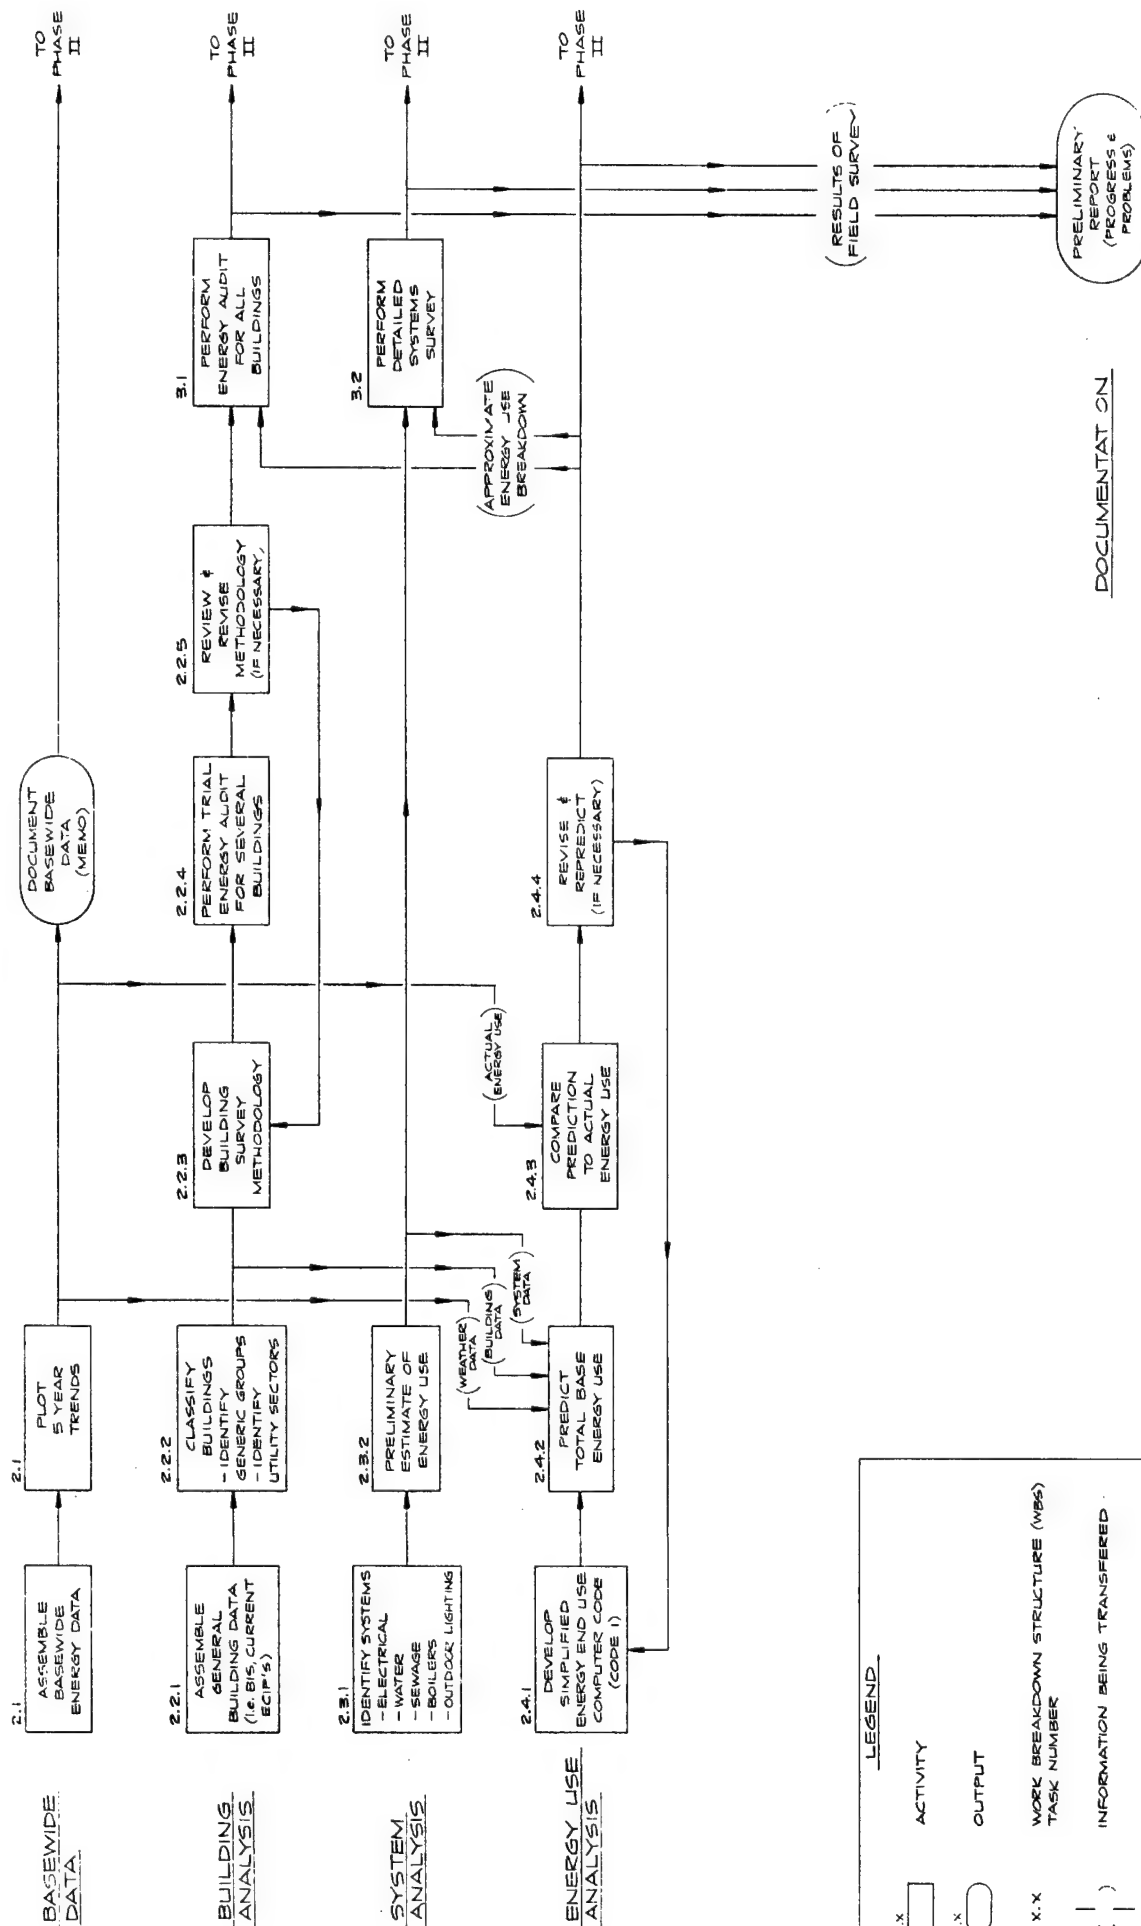 BASEWIDE
DATA
2.1
ASSEMBLE
BASEWIDE
ENERGY DATA
2.1
PLOT
5 YEAR
TRENDS
DOCUMENT
BASEWIDE
DATA
(MEMO)
TO
PHASE
II
BUILDING
ANALYSIS
2.2.1
ASSEMBLE
GENERAL
BUILDING DATA
(i.e. BIS, CURRENT
ECIP'S)
2.2.2
CLASSIFY
BUILDINGS
- IDENTIFY
GENERIC GROUPS
- IDENTIFY
UTILITY SECTORS
2.2.3
DEVELOP
BUILDING
SURVEY
METHODOLOGY
2.2.4
PERFORM TRIAL
ENERGY AUDIT
FOR SEVERAL
BUILDINGS
2.2.5
REVIEW &
REVISE
METHODOLOGY
(IF NECESSARY,
3.1
PERFORM
ENERGY AUDIT
FOR ALL
BUILDINGS
TO
PHASE
II
SYSTEM
ANALYSIS
2.3.1
IDENTIFY SYSTEMS
- ELECTRICAL
- WATER
- SEWAGE
- BOILERS
- OUTDOOR LIGHTING
2.3.2
PRELIMINARY
ESTIMATE OF
ENERGY USE
3.2
PERFORM
DETAILED
SYSTEMS
SURVEY
TO
PHASE
II
(WEATHER
DATA)
(BUILDING
DATA)
(SYSTEM
DATA)
(ACTUAL
ENERGY USE)
(APPROXIMATE
ENERGY USE
BREAKDOWN)
ENERGY USE
ANALYSIS
2.4.1
DEVELOP
SIMPLIFIED
ENERGY END USE
COMPUTER CODE
(CODE 1)
2.4.2
PREDICT
TOTAL BASE
ENERGY USE
2.4.3
COMPARE
PREDICTION
TO ACTUAL
ENERGY USE
2.4.4
REVISE &
REPREDICT
(IF NECESSARY)
TO
PHASE
II
(RESULTS OF
FIELD SURVEY)
DOCUMENTAT ON
PRELIMINARY
REPORT
(PROGRESS &
PROBLEMS)
LEGEND
.x
ACTIVITY
.x
OUTPUT
X.X
WORK BREAKDOWN STRUCTURE (WBS)
TASK NUMBER
( )
INFORMATION BEING TRANSFERED